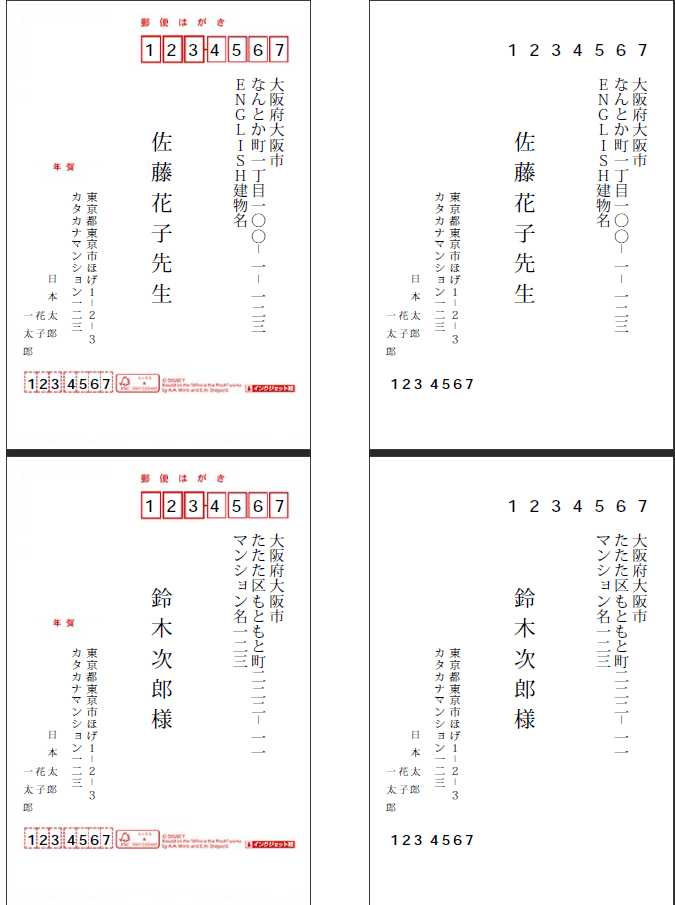 郵便はがき
1234567
大阪府大阪市
なんとか町一丁目一〇〇－一－一二三
ENGLISH建物名
佐藤花子先生
年賀
東京都東京市ほげ1－2－3
カタカナマンション一二三
日本太郎
花子
一太郎
123 4567
©DISNEY
Based on the "Winnie the Pooh" works
by A.A. Milne and E.H. Shepard
インクジェット紙
1234567
大阪府大阪市
なんとか町一丁目一〇〇－一－一二三
ENGLISH建物名
佐藤花子先生
東京都東京市ほげ1－2－3
カタカナマンション一二三
日本太郎
花子
一太郎
123 4567
郵便はがき
1234567
大阪府大阪市
たたた区もともと町二二二－一一
マンション名一二三
鈴木次郎様
年賀
東京都東京市ほげ1－2－3
カタカナマンション一二三
日本太郎
花子
一太郎
123 4567
©DISNEY
Based on the "Winnie the Pooh" works
by A.A. Milne and E.H. Shepard
インクジェット紙
1234567
大阪府大阪市
たたた区もともと町二二二－一一
マンション名一二三
鈴木次郎様
東京都東京市ほげ1－2－3
カタカナマンション一二三
日本太郎
花子
一太郎
123 4567